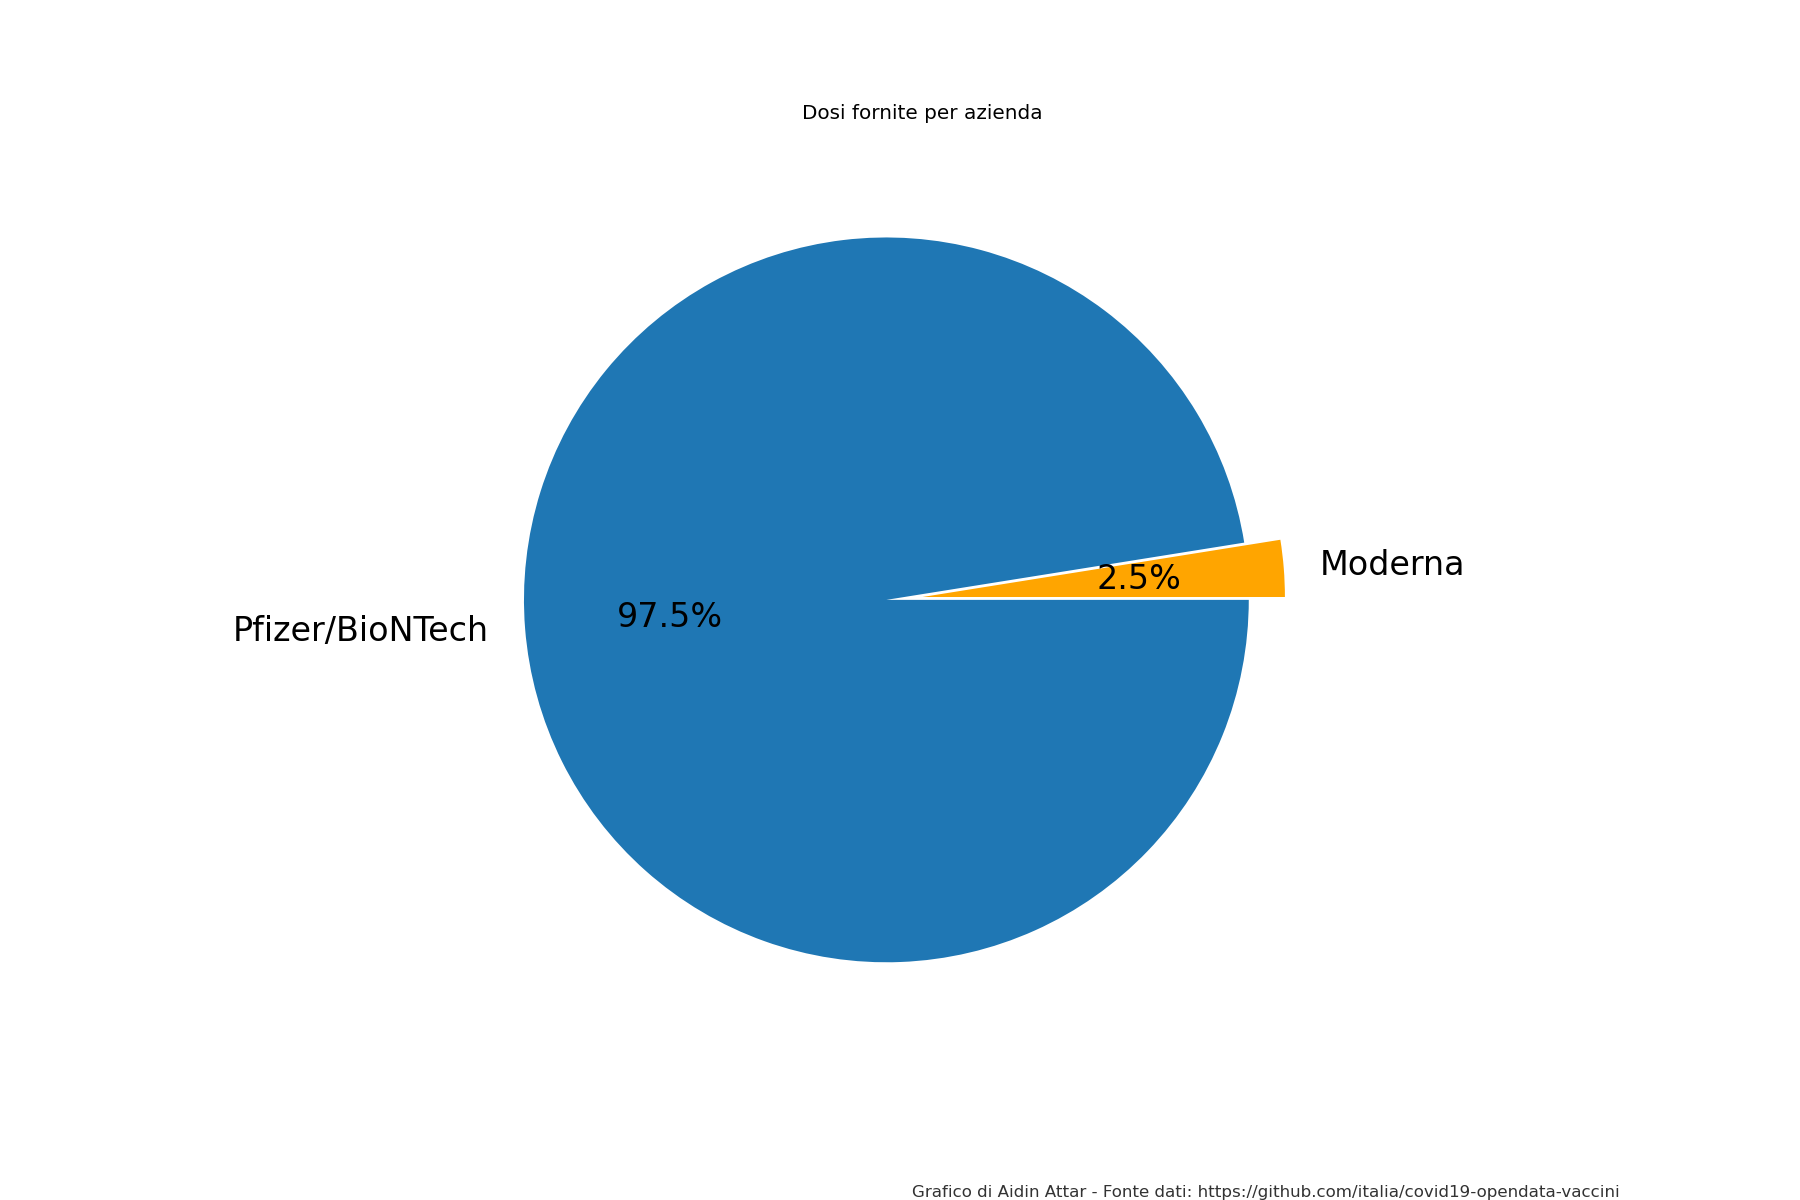 Dosi fornite per azienda
Moderna
2.5%
97.5%
Pfizer/BioNTech
Grafico di Aidin Attar - Fonte dati: https://github.com/italia/covid19-opendata-vaccini